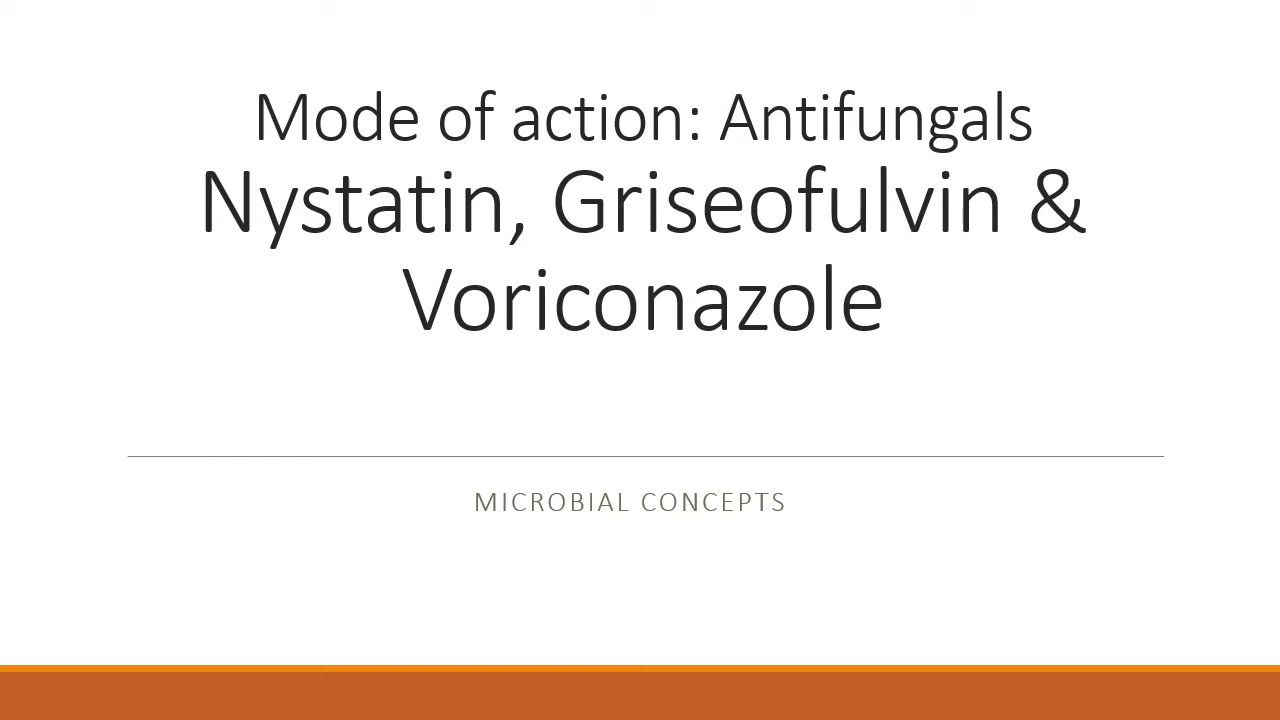 Mode of action: Antifungals
Nystatin, Griseofulvin &
Voriconazole
MICROBIAL CONCEPTS